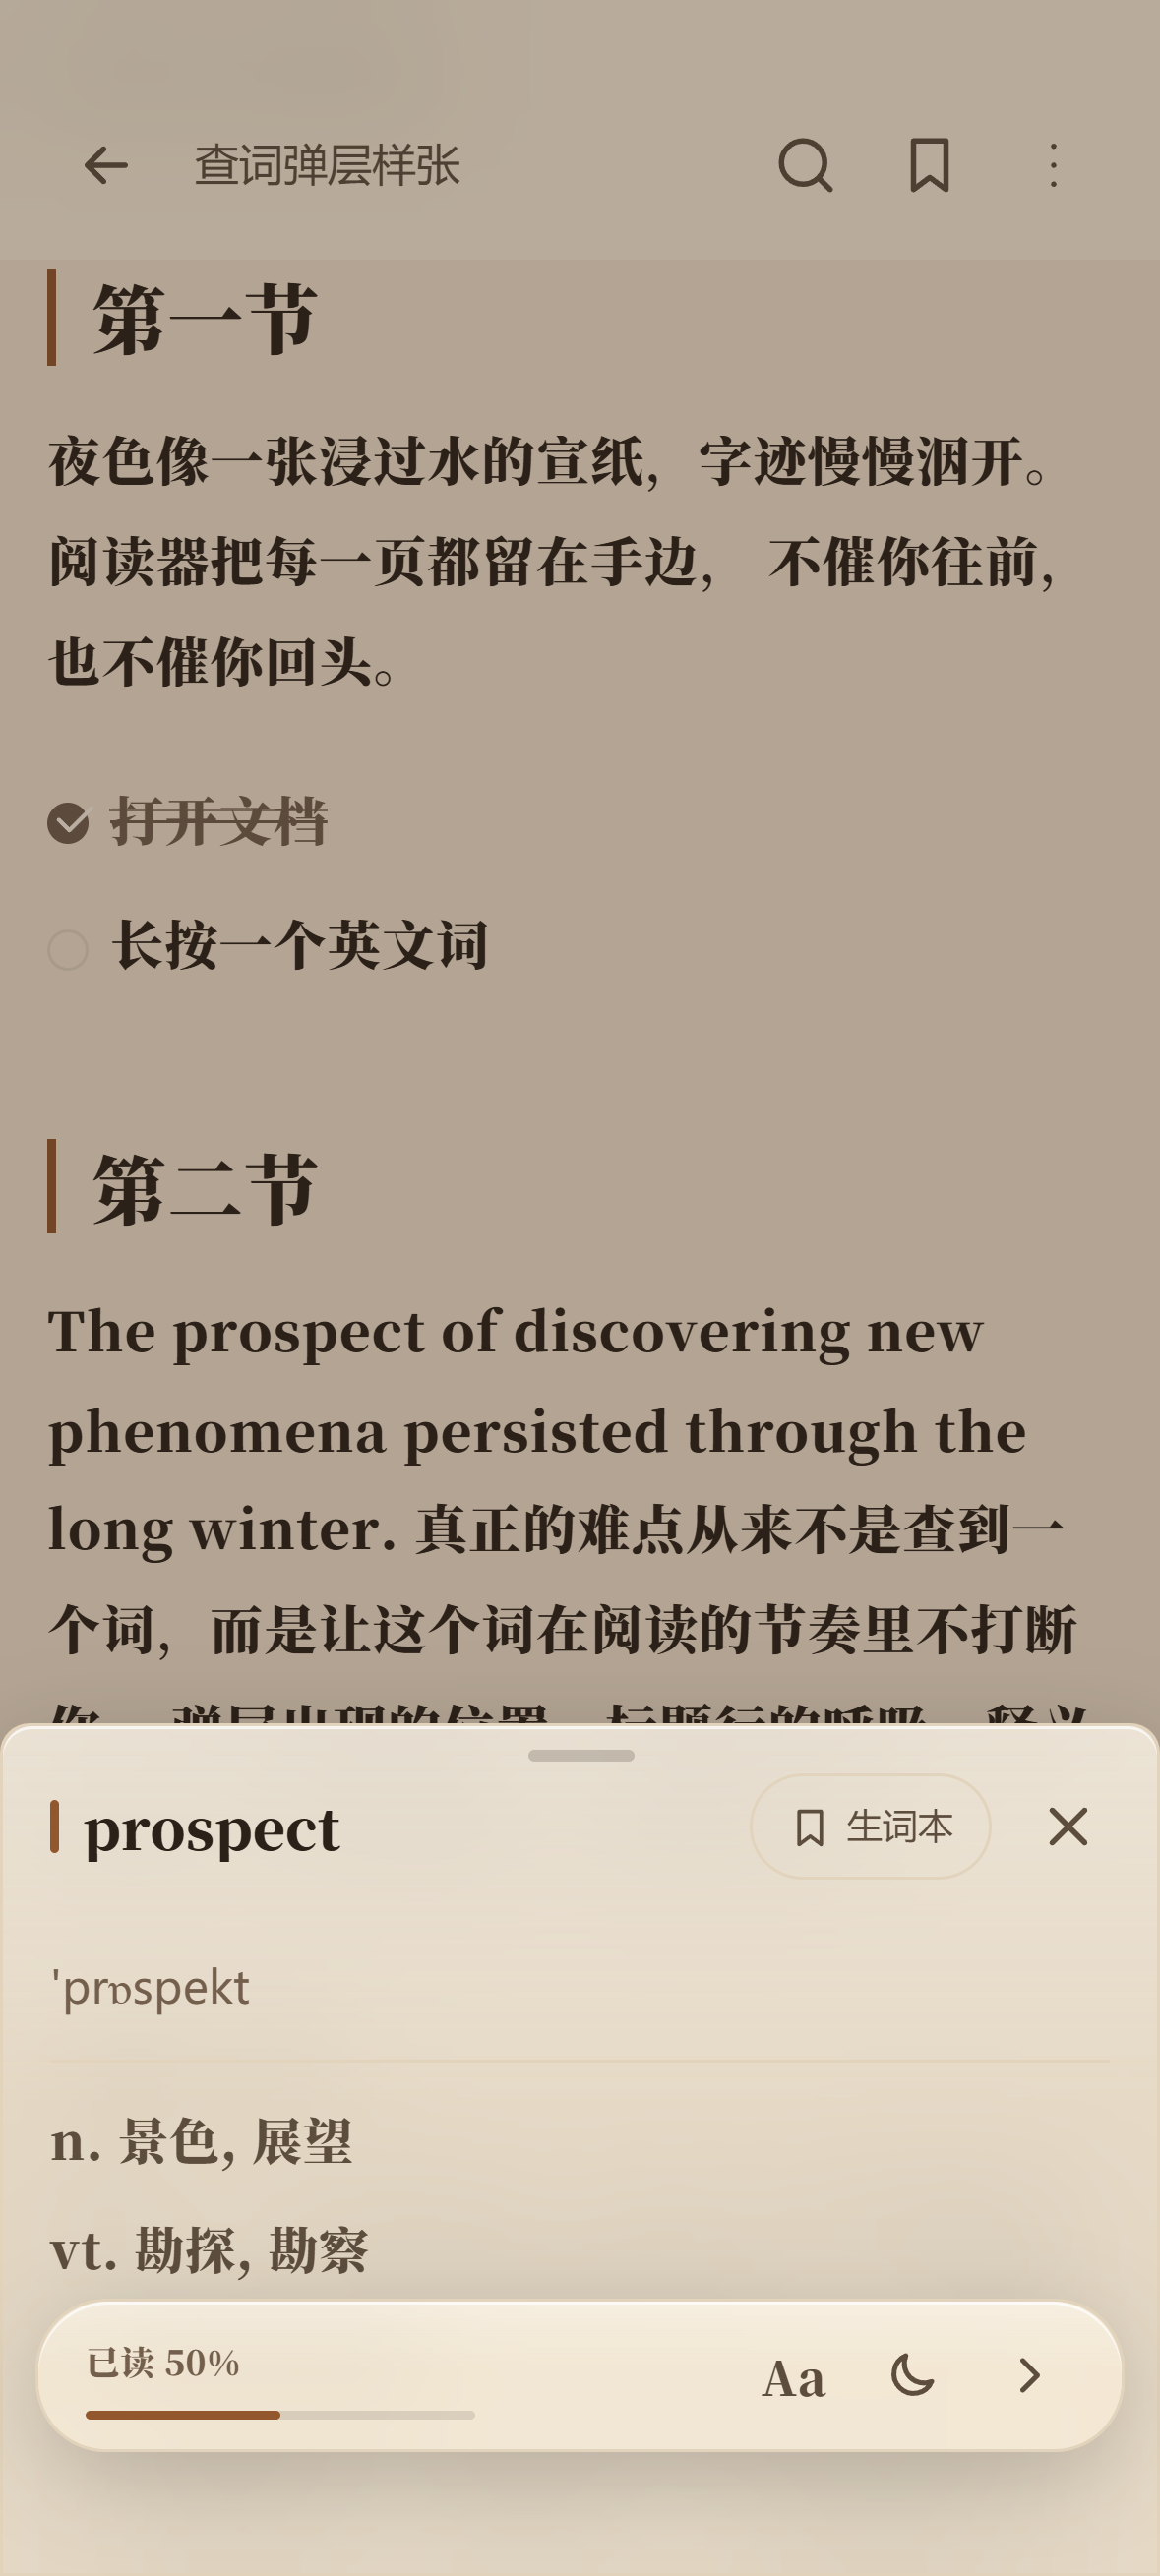 查词弹层样张
第一节
夜色像一张浸过水的宣纸，字迹慢慢洇开。
阅读器把每一页都留在手边， 不催你往前，
也不催你回头。
打开文档
长按一个英文词
第二节
The prospect of discovering new
phenomena persisted through the
long winter. 真正的难点从来不是查到一
个词，而是让这个词在阅读的节奏里不打断
prospect
生词本
ˈprɒspekt
n. 景色, 展望
vt. 勘探, 勘察
已读 50%
Aa